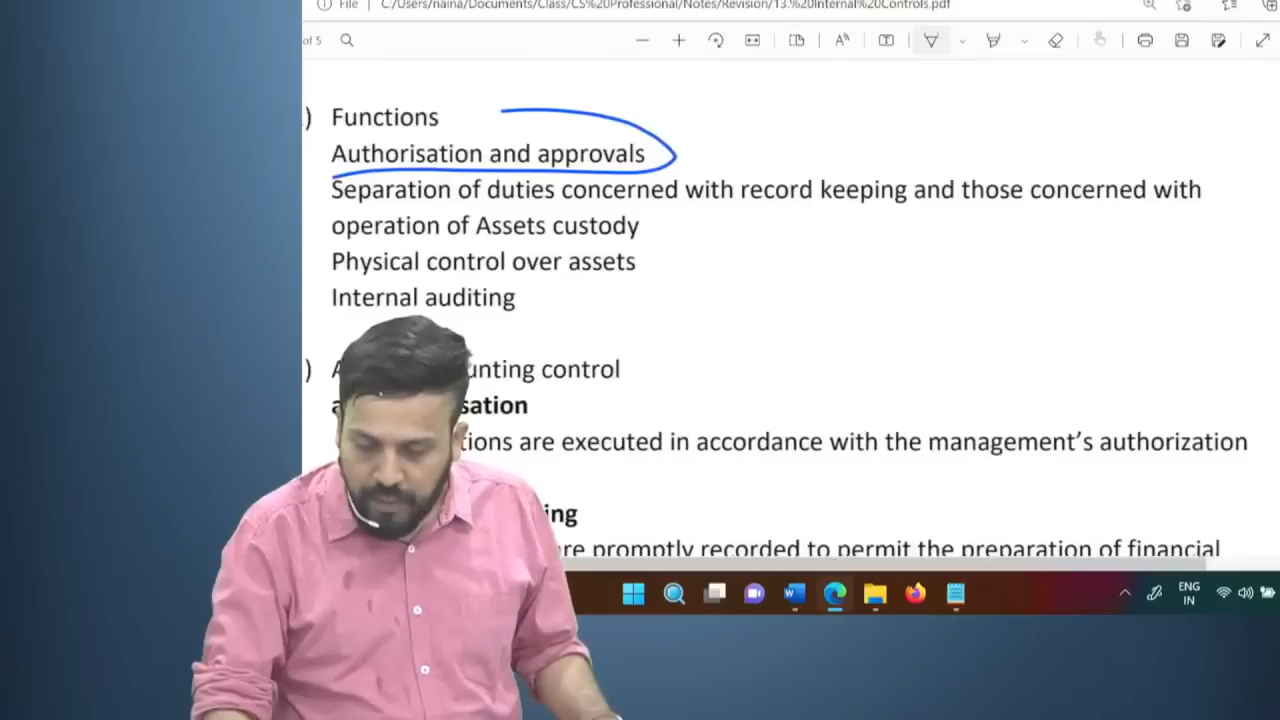 File | C:/Users/naina/Documents/Class/CS%20Professional/Notes/Revision/13.%20Internal%20Controls.pdf
of 5
) Functions
Authorisation and approvals
Separation of duties concerned with record keeping and those concerned with
operation of Assets custody
Physical control over assets
Internal auditing
) A unting control
a sation
tions are executed in accordance with the management's authorization
ing
re promptly recorded to permit the preparation of financial
ENG
IN